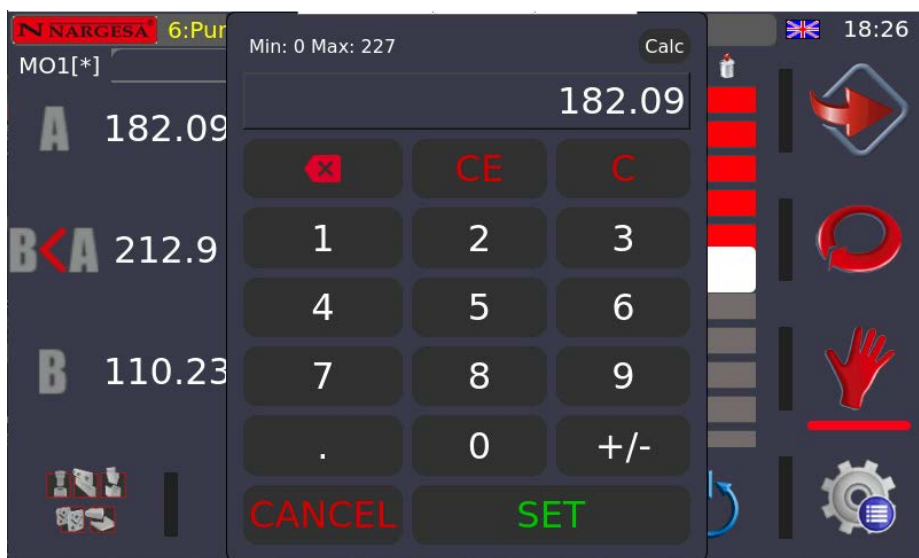 NARGESA 6:Pur
18:26
MO1[*]
Min: 0 Max: 227
Calc
182.09
A 182.09
B<A 212.9
B 110.23
CE C
1 2 3
4 5 6
7 8 9
. 0 +/-
CANCEL SET